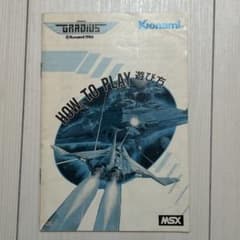 GRADIUS
©Konami 1986
Konami
HOW TO PLAY 遊び方
MSX